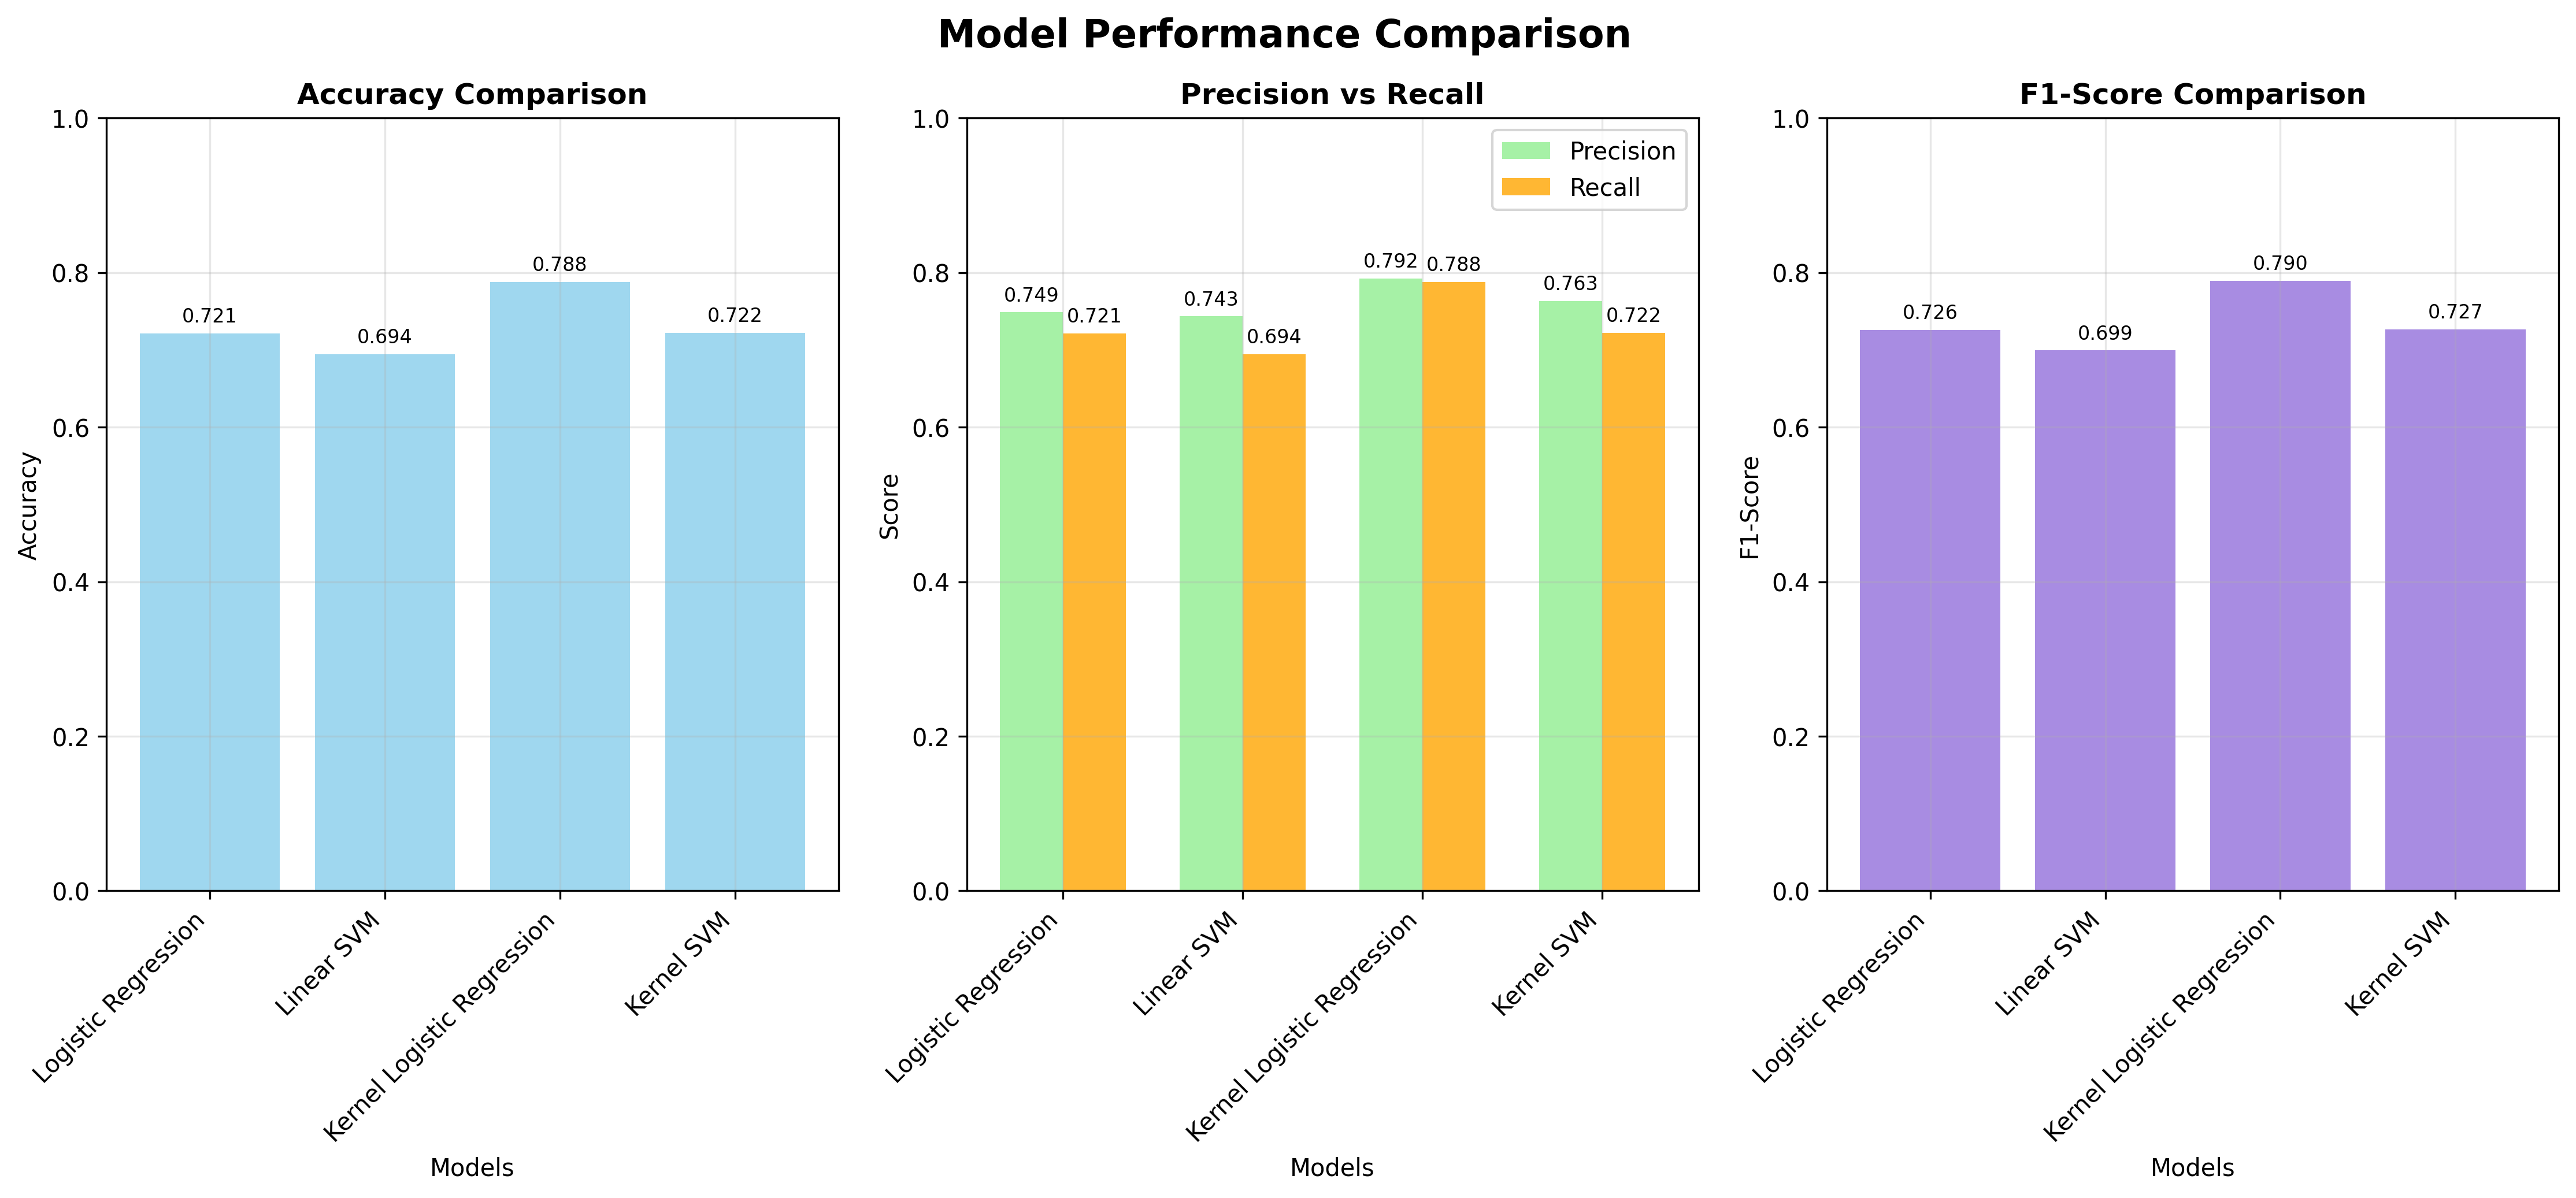 Model Performance Comparison
Accuracy Comparison
1.0
0.8
0.6
0.4
0.2
0.0
Accuracy
0.721
0.694
0.788
0.722
Logistic Regression
Linear SVM
Kernel Logistic Regression
Kernel SVM
Models
Precision vs Recall
1.0
0.8
0.6
0.4
0.2
0.0
Score
Precision
Recall
0.749
0.721
0.743
0.694
0.792
0.788
0.763
0.722
Logistic Regression
Linear SVM
Kernel Logistic Regression
Kernel SVM
Models
F1-Score Comparison
1.0
0.8
0.6
0.4
0.2
0.0
F1-Score
0.726
0.699
0.790
0.727
Logistic Regression
Linear SVM
Kernel Logistic Regression
Kernel SVM
Models